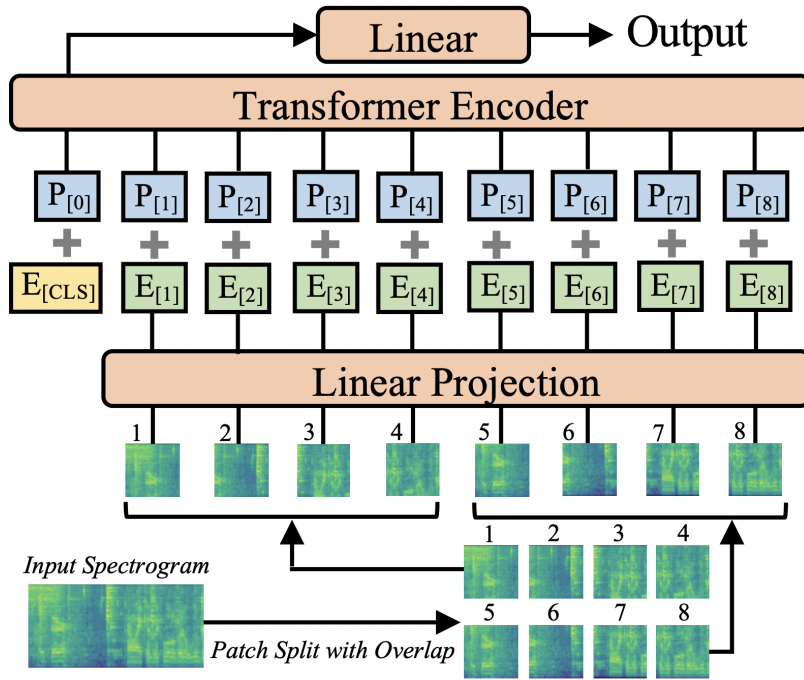 Linear Output
Transformer Encoder
P[0] P[1] P[2] P[3] P[4] P[5] P[6] P[7] P[8]
+ + + + + + + + +
E[CLS] E[1] E[2] E[3] E[4] E[5] E[6] E[7] E[8]
Linear Projection
1 2 3 4 5 6 7 8
1 2 3 4
Input Spectrogram
5 6 7 8
Patch Split with Overlap